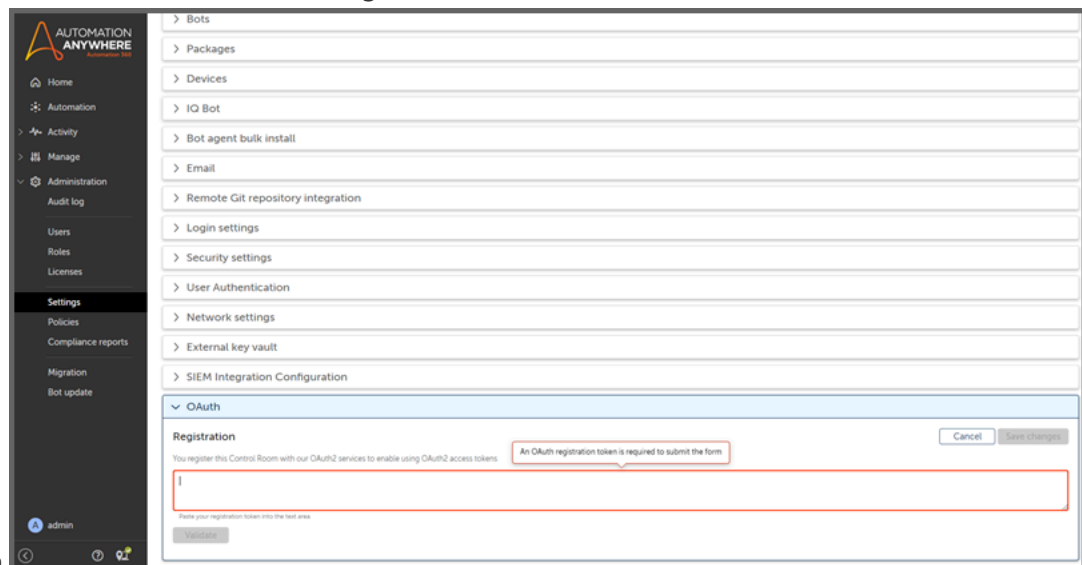 AUTOMATION
ANYWHERE
Automation 360
Home
Automation
Activity
Manage
Administration
Audit log
Users
Roles
Licenses
Settings
Policies
Compliance reports
Migration
Bot update
A admin
> Bots
> Packages
> Devices
> IQ Bot
> Bot agent bulk install
> Email
> Remote Git repository integration
> Login settings
> Security settings
> User Authentication
> Network settings
> External key vault
> SIEM Integration Configuration
OAuth
Registration
Cancel Save changes
You register this Control Room with our OAuth2 services to enable using OAuth2 access tokens
An OAuth registration token is required to submit the form
Paste your registration token into the text area
Validate